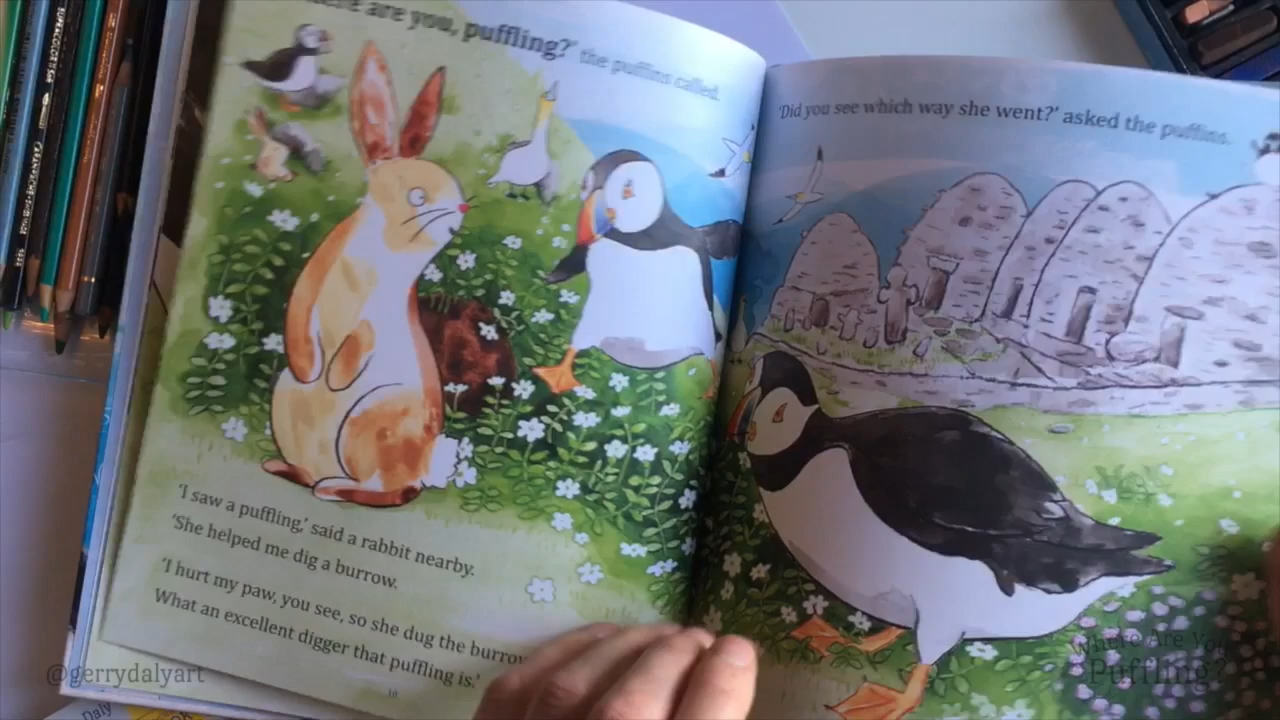 are you, puffling?' the puffins called.
'I saw a puffling,' said a rabbit nearby.
'She helped me dig a burrow.
'I hurt my paw, you see, so she dug the burrow
What an excellent digger that puffling is.'
10
'Did you see which way she went?' asked the puffins.
@gerrydalyart
Where Are You
Puffling?
Daly